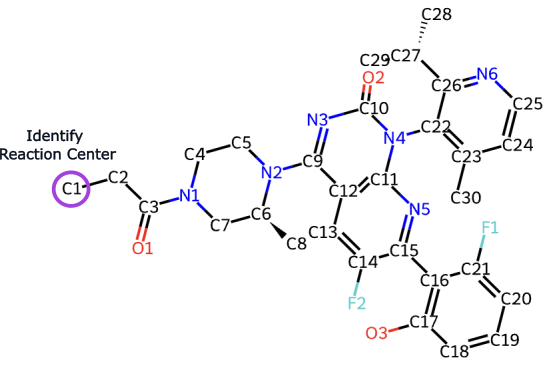 C28
C29
C27
O2
C26
N6
N3
C10
C25
Identify
Reaction Center
C4
C5
N4
C22
C24
C23
C1
C2
N2
C9
C12
C11
C3
N1
C30
N5
C7
C6
C13
F1
O1
C8
C14
C15
C21
C16
F2
C20
O3
C17
C19
C18